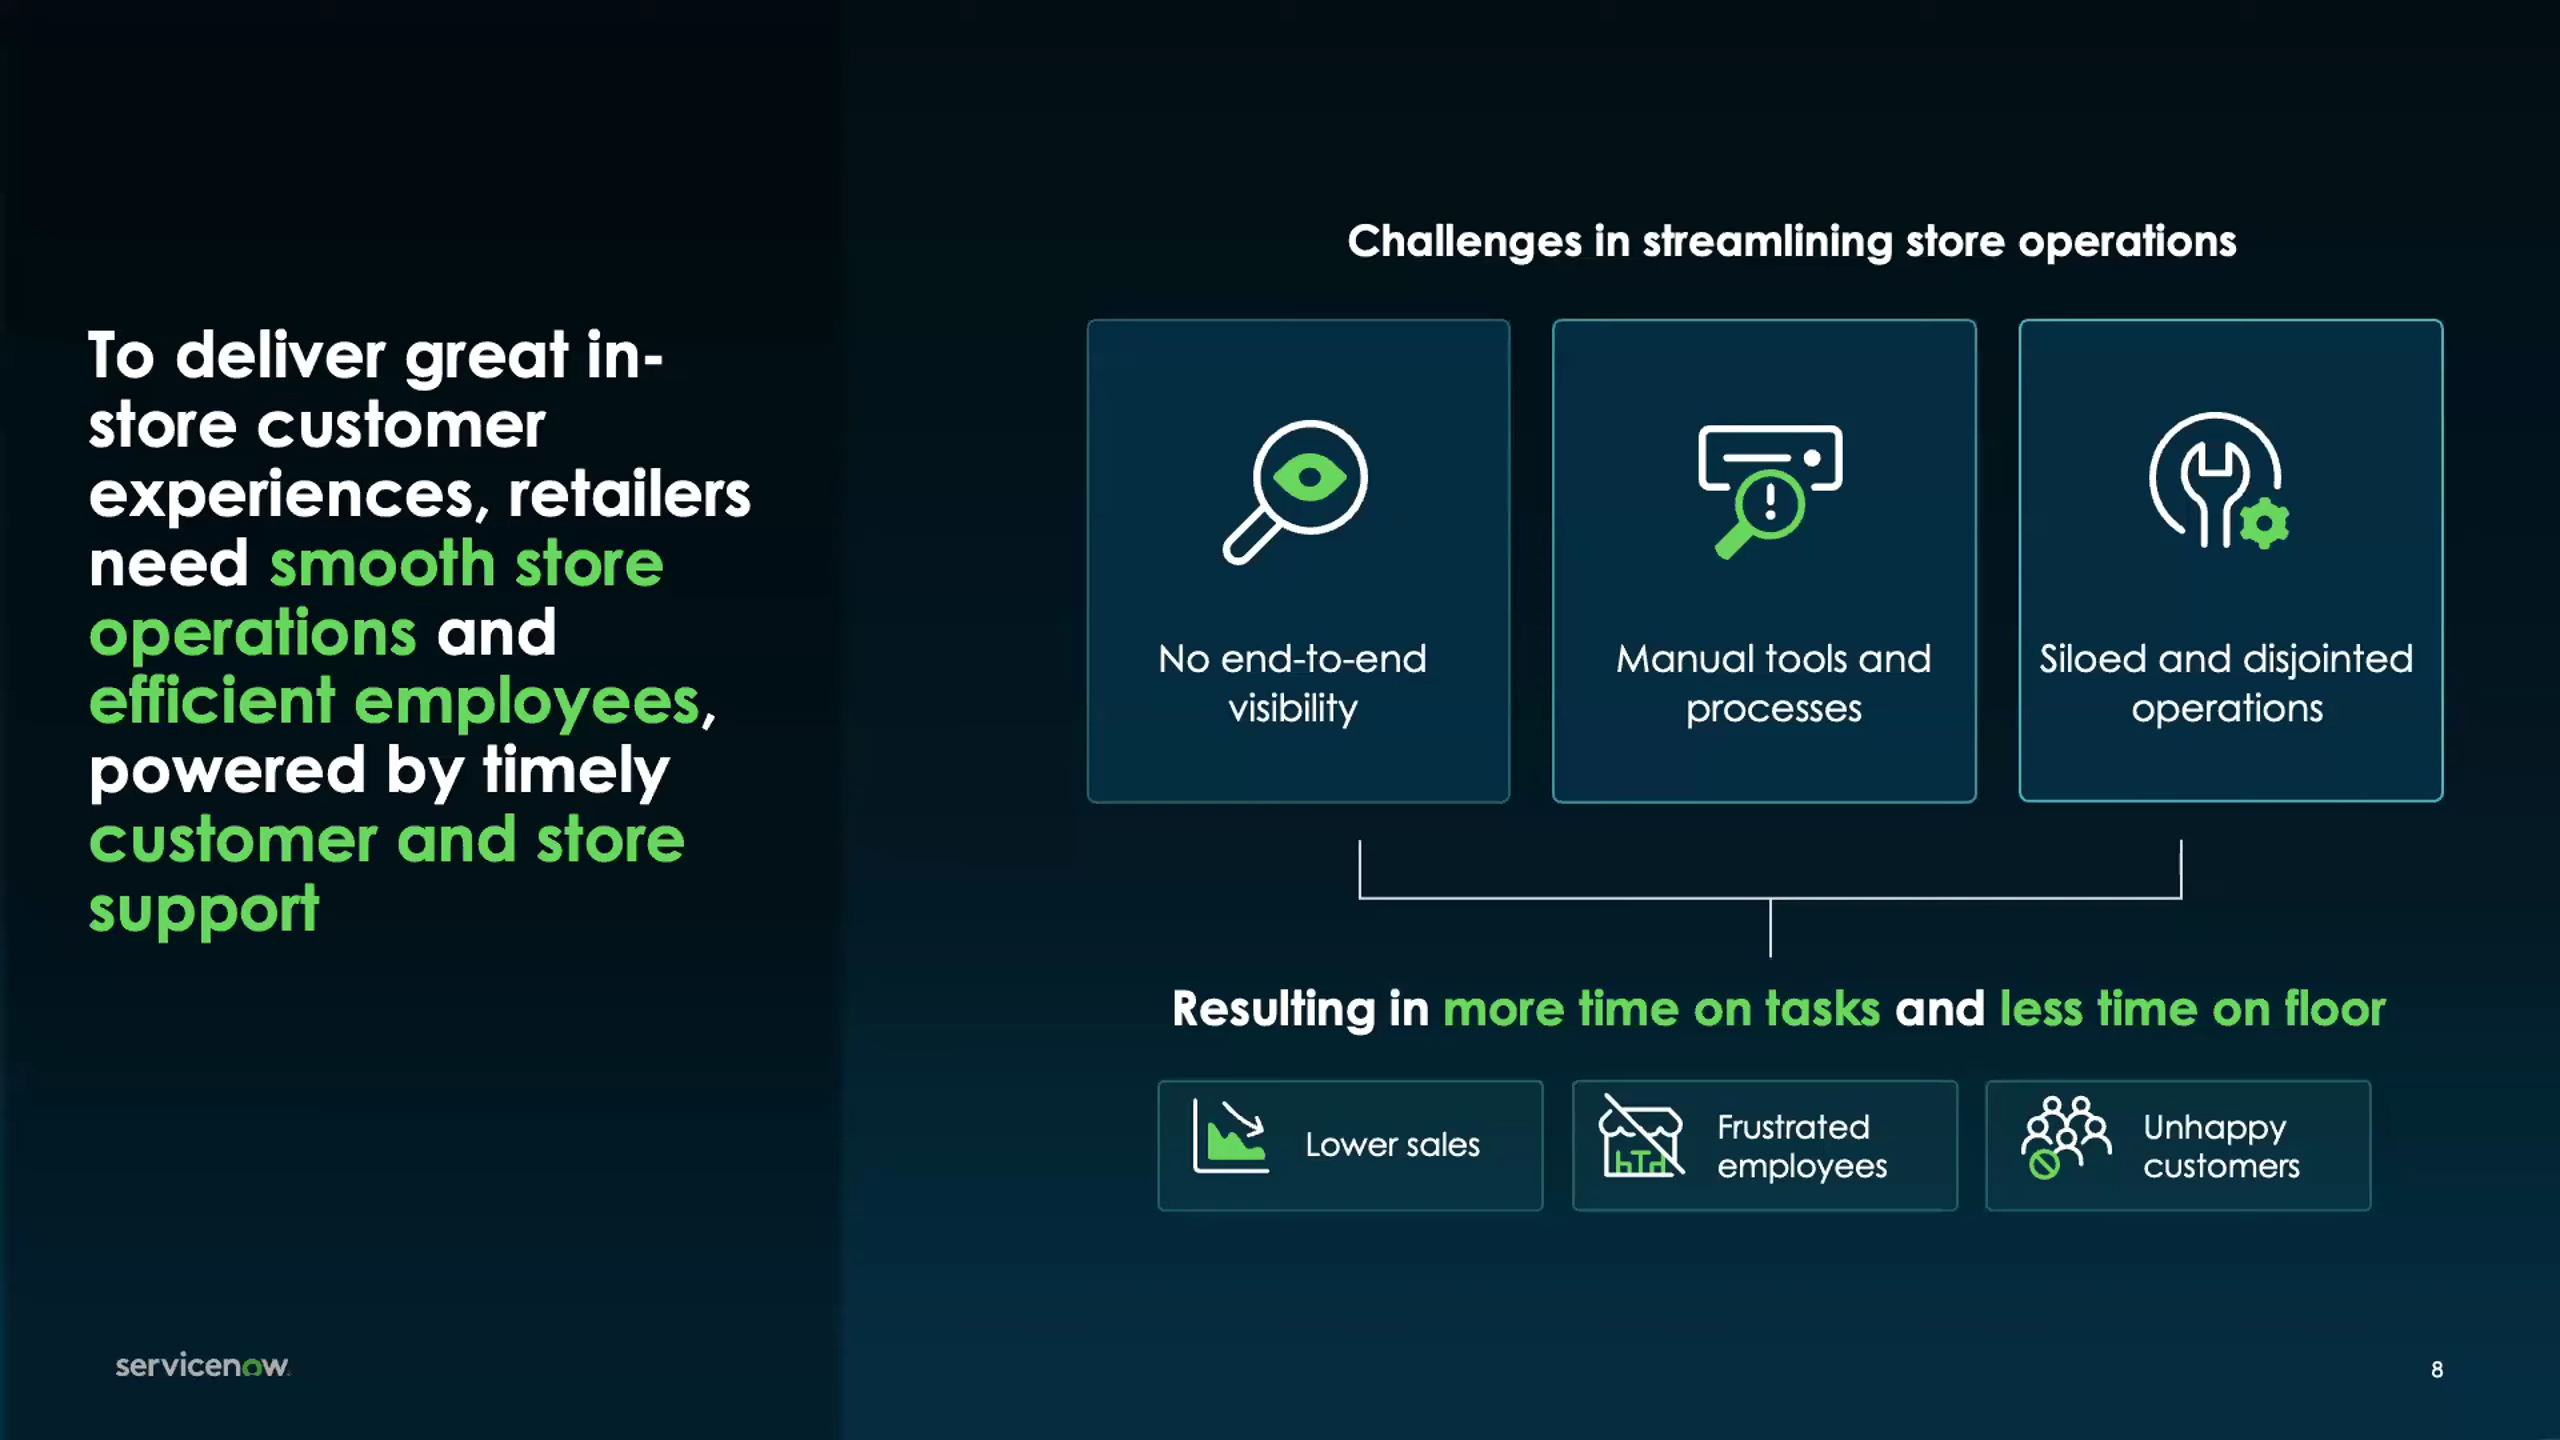 To deliver great in-
store customer
experiences, retailers
need smooth store
operations and
efficient employees,
powered by timely
customer and store
support
Challenges in streamlining store operations
No end-to-end
visibility
Manual tools and
processes
Siloed and disjointed
operations
Resulting in more time on tasks and less time on floor
Lower sales
Frustrated
employees
Unhappy
customers
servicenow
8